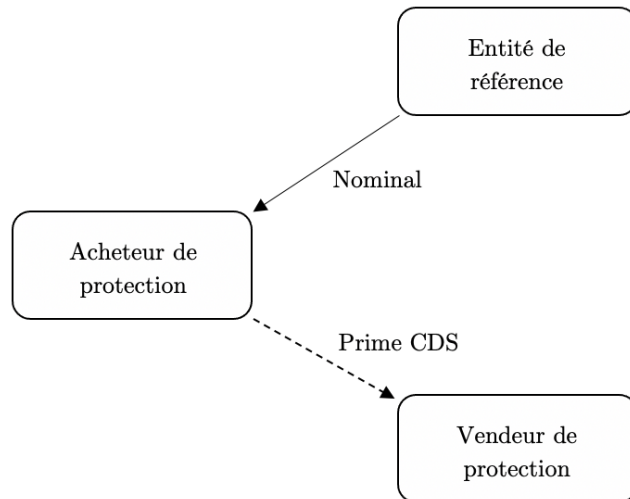 Entité de
référence
Nominal
Acheteur de
protection
Prime CDS
Vendeur de
protection